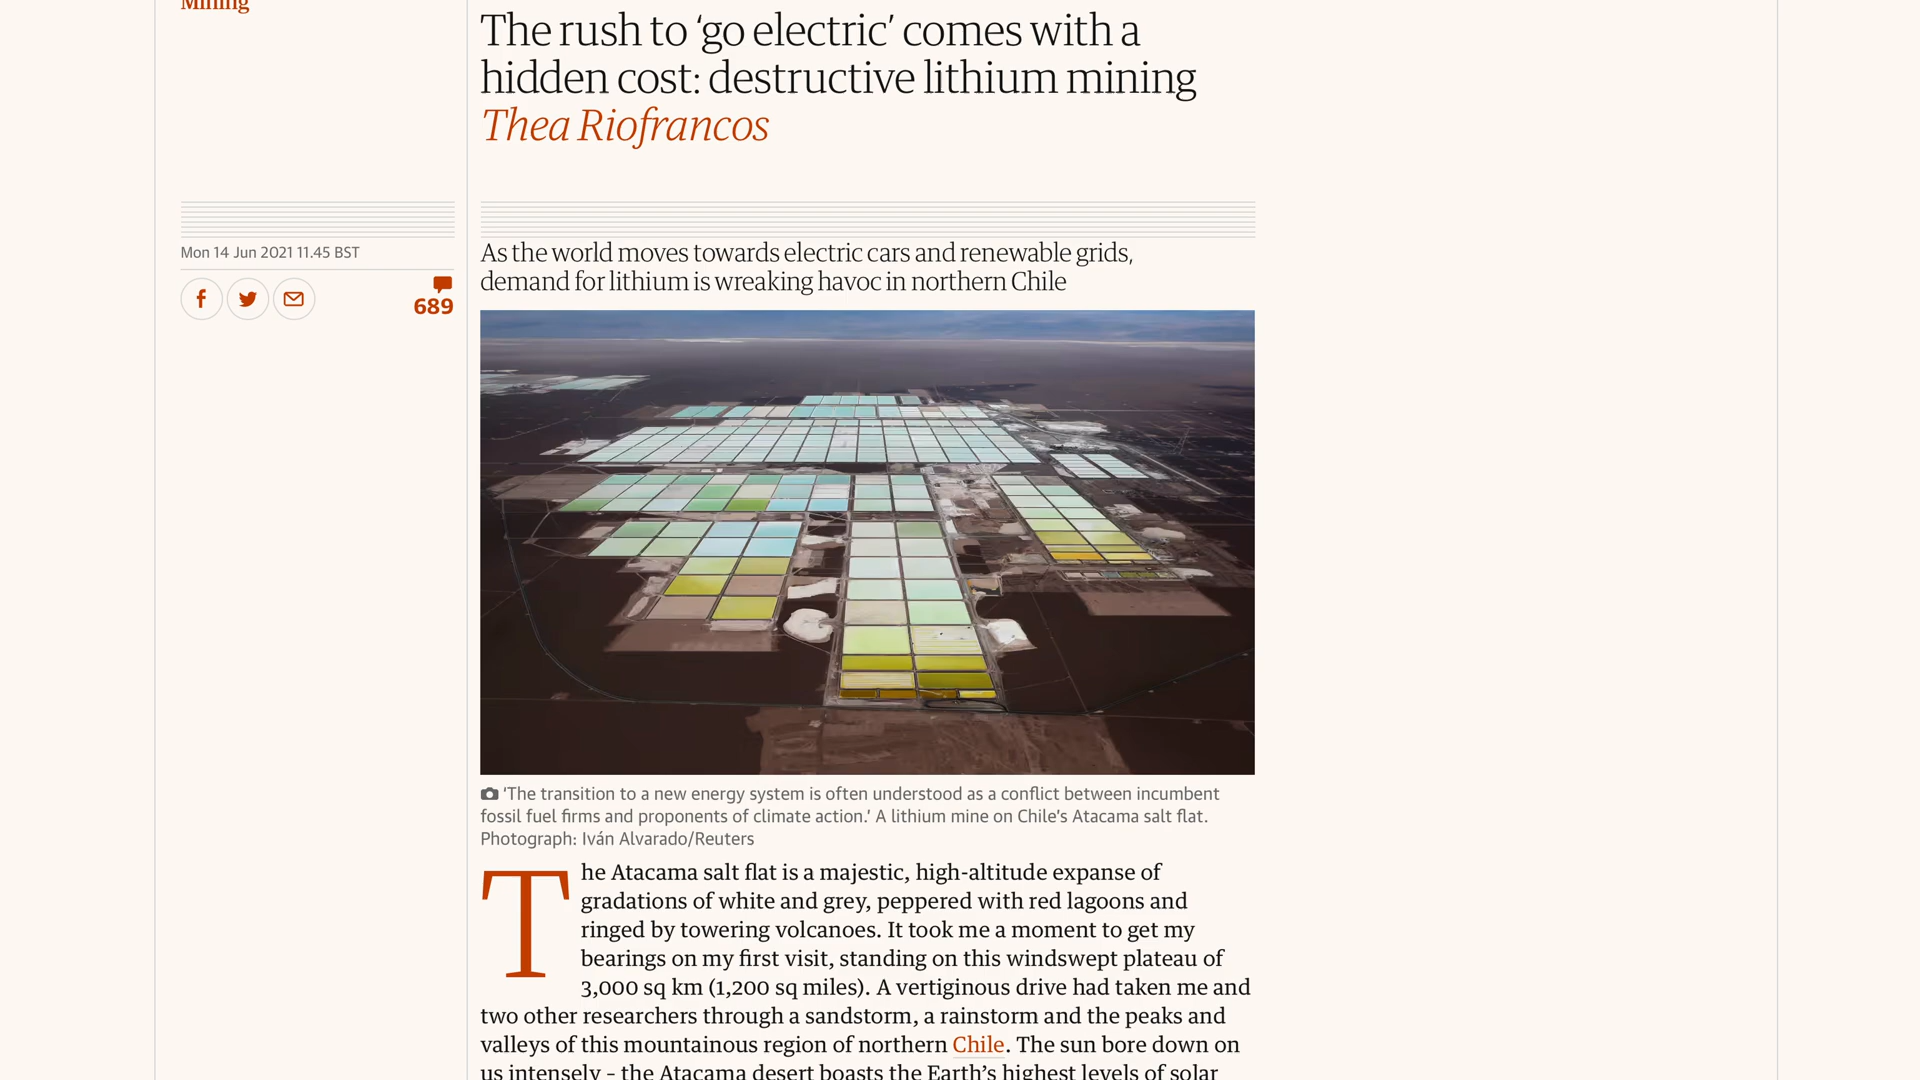 Mining
The rush to ‘go electric’ comes with a
hidden cost: destructive lithium mining
Thea Riofrancos
Mon 14 Jun 2021 11.45 BST
689
As the world moves towards electric cars and renewable grids,
demand for lithium is wreaking havoc in northern Chile
'The transition to a new energy system is often understood as a conflict between incumbent
fossil fuel firms and proponents of climate action.' A lithium mine on Chile’s Atacama salt flat.
Photograph: Iván Alvarado/Reuters
The Atacama salt flat is a majestic, high-altitude expanse of
gradations of white and grey, peppered with red lagoons and
ringed by towering volcanoes. It took me a moment to get my
bearings on my first visit, standing on this windswept plateau of
3,000 sq km (1,200 sq miles). A vertiginous drive had taken me and
two other researchers through a sandstorm, a rainstorm and the peaks and
valleys of this mountainous region of northern Chile. The sun bore down on
us intensely – the Atacama desert boasts the Earth’s highest levels of solar